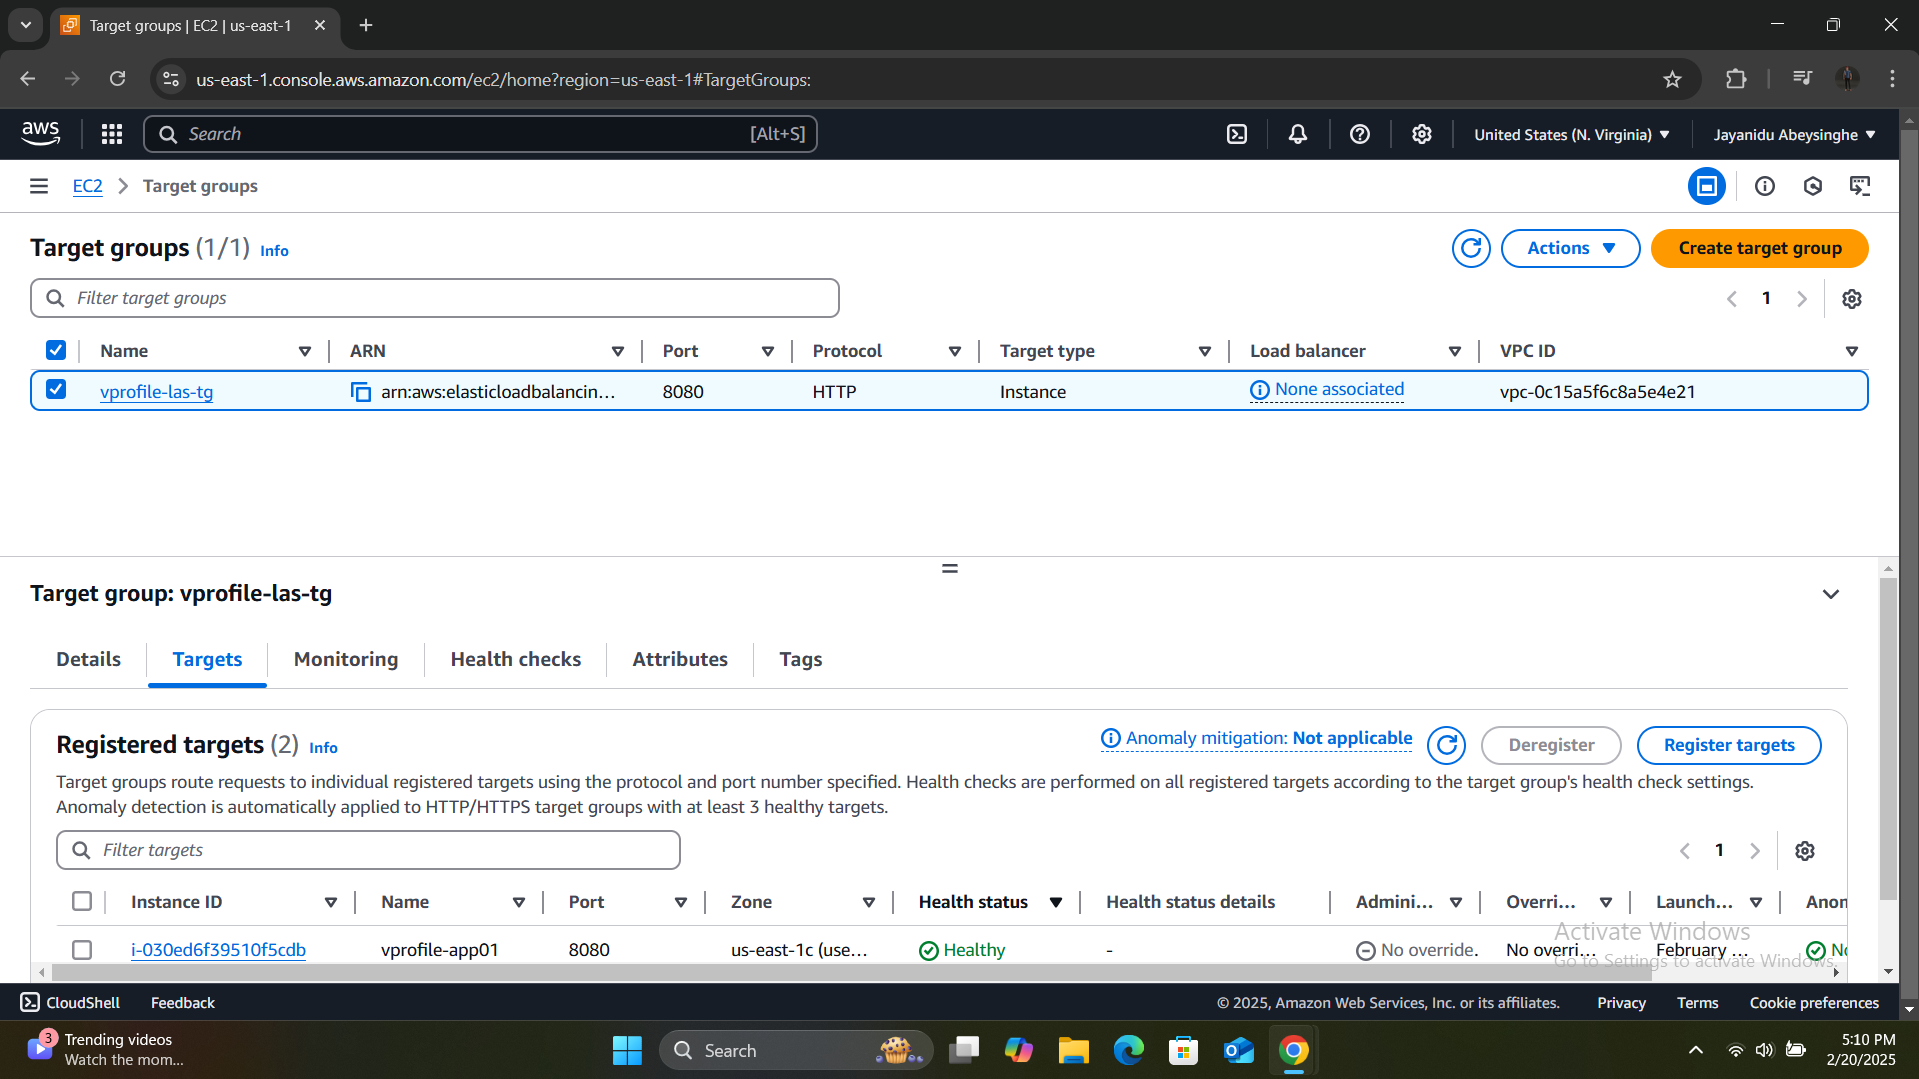 Target groups | EC2 | us-east-1
us-east-1.console.aws.amazon.com/ec2/home?region=us-east-1#TargetGroups:
aws
Search
[Alt+S]
United States (N. Virginia)
Jayanidu Abeysinghe
EC2
Target groups
Target groups (1/1) Info
Actions
Create target group
Filter target groups
1
Name
ARN
Port
Protocol
Target type
Load balancer
VPC ID
vprofile-las-tg
arn:aws:elasticloadbalancin...
8080
HTTP
Instance
None associated
vpc-0c15a5f6c8a5e4e21
Target group: vprofile-las-tg
Details
Targets
Monitoring
Health checks
Attributes
Tags
Registered targets (2) Info
Anomaly mitigation: Not applicable
Deregister
Register targets
Target groups route requests to individual registered targets using the protocol and port number specified. Health checks are performed on all registered targets according to the target group's health check settings.
Anomaly detection is automatically applied to HTTP/HTTPS target groups with at least 3 healthy targets.
Filter targets
1
Instance ID
Name
Port
Zone
Health status
Health status details
Admini...
Overri...
Launch...
Anon
i-030ed6f39510f5cdb
vprofile-app01
8080
us-east-1c (use...
Healthy
-
No override.
No overri...
February ...
No
Activate Windows
Go to Settings to activate Windows.
CloudShell
Feedback
© 2025, Amazon Web Services, Inc. or its affiliates.
Privacy
Terms
Cookie preferences
3
Trending videos
Watch the mom...
Search
5:10 PM
2/20/2025